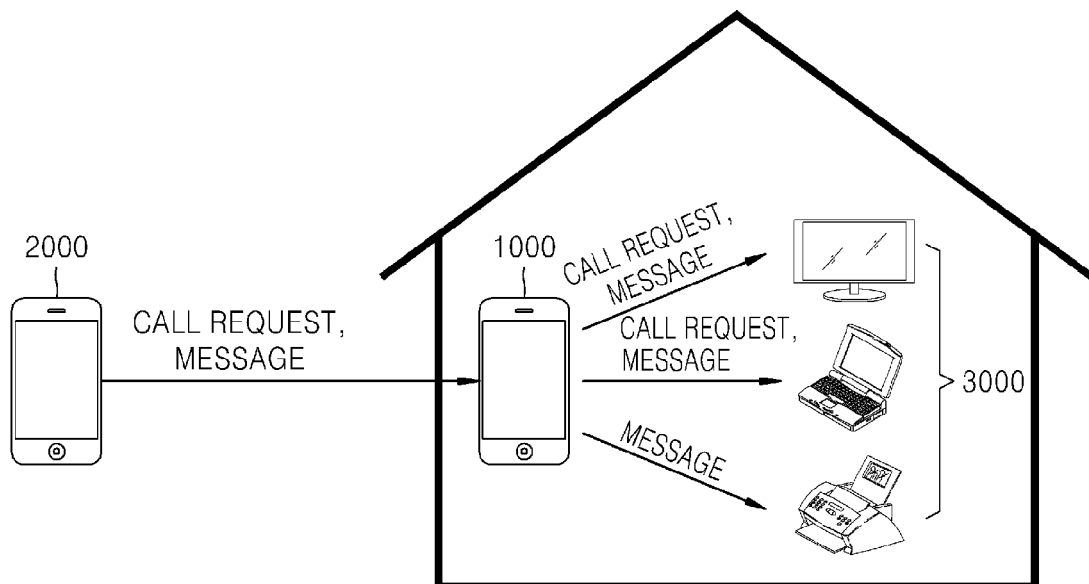 2000
1000
CALL REQUEST,
MESSAGE
CALL REQUEST,
MESSAGE
CALL REQUEST,
MESSAGE
MESSAGE
3000